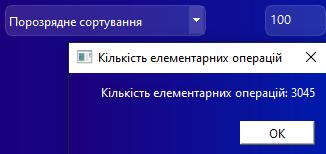 Порозрядне сортування
100
Кількість елементарних операцій
Кількість елементарних операцій: 3045
OK